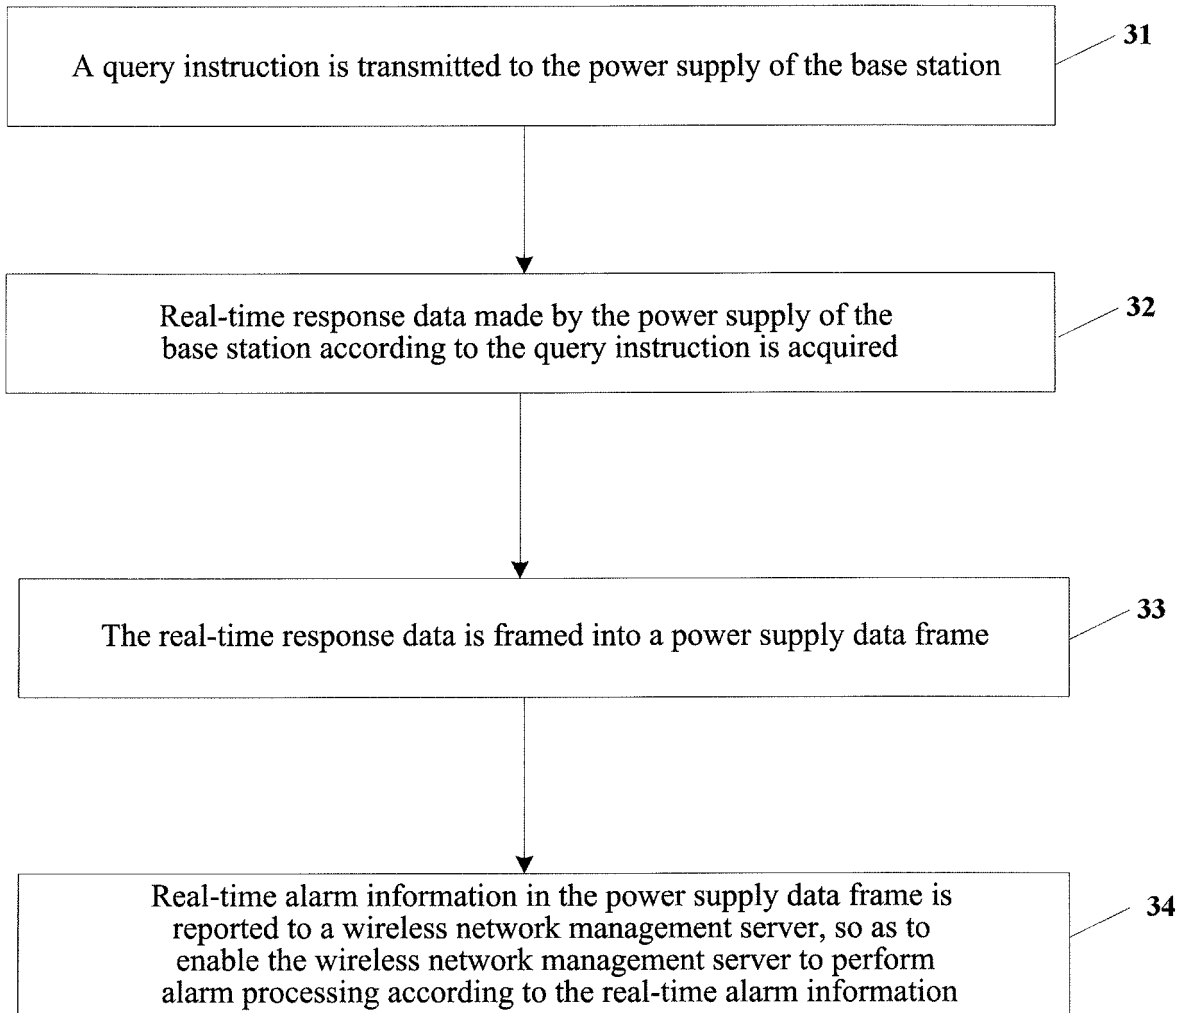 31
A query instruction is transmitted to the power supply of the base station
32
Real-time response data made by the power supply of the
base station according to the query instruction is acquired
33
The real-time response data is framed into a power supply data frame
34
Real-time alarm information in the power supply data frame is
reported to a wireless network management server, so as to
enable the wireless network management server to perform
alarm processing according to the real-time alarm information